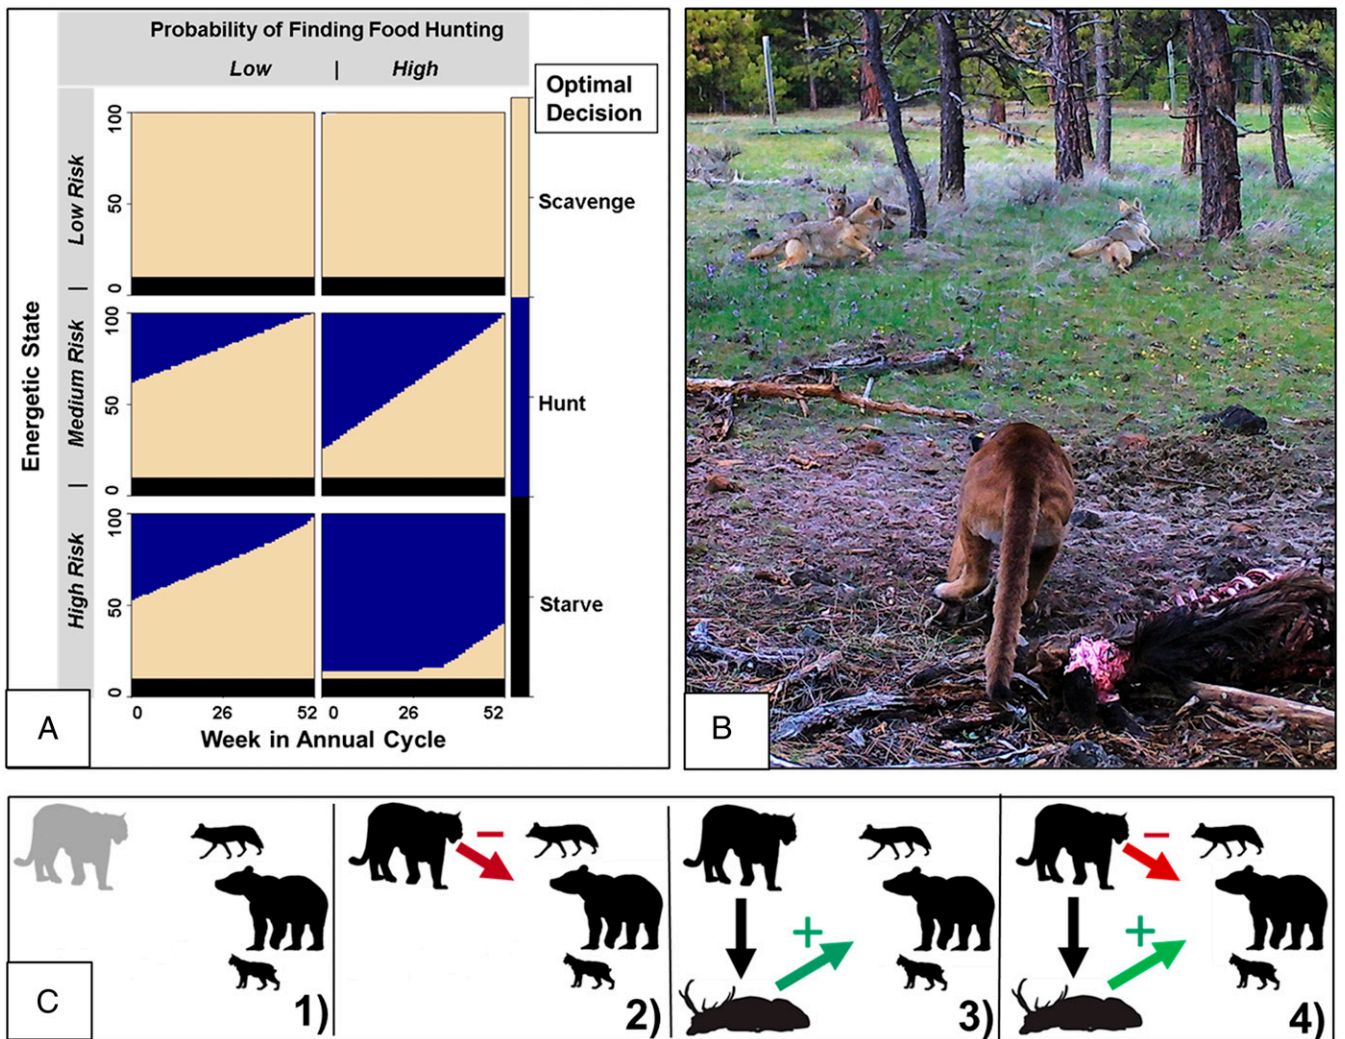 Probability of Finding Food Hunting
Low | High
Optimal
Decision
Energetic State
Low Risk | Medium Risk | High Risk
100
50
0
Scavenge
100
50
0
Hunt
100
50
0
Starve
0 26 52 0 26 52
Week in Annual Cycle
A
B
− + − +
C
1) 2) 3) 4)